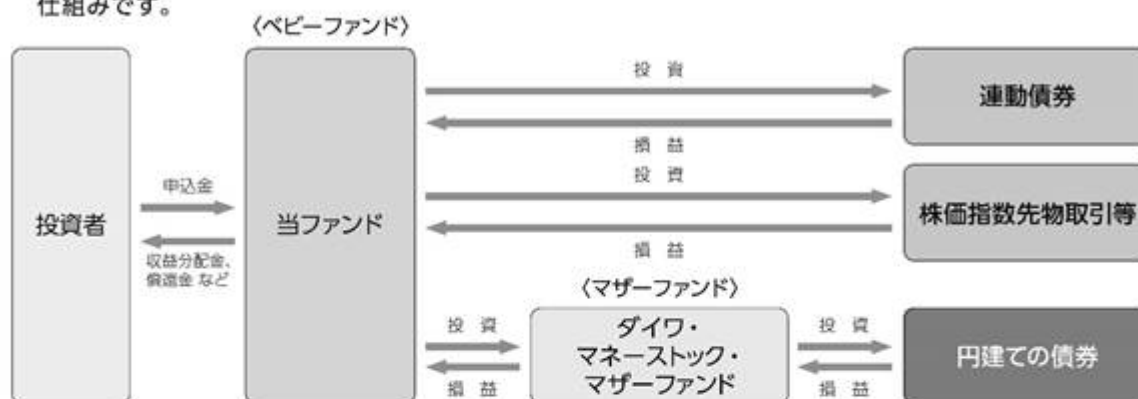 仕組みです。
〈ベビーファンド〉
投資者
申込金
収益分配金、
償還金 など
当ファンド
投 資
損 益
連動債券
投 資
損 益
株価指数先物取引等
〈マザーファンド〉
投 資
損 益
ダイワ・
マネーストック・
マザーファンド
投 資
損 益
円建ての債券